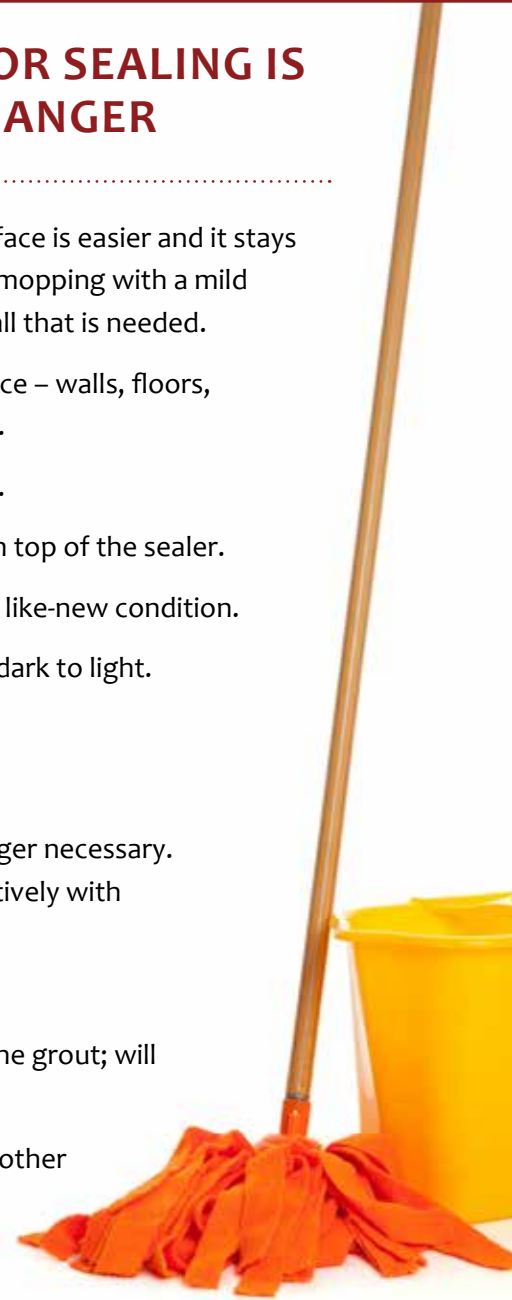 OR SEALING IS
ANGER
face is easier and it stays
mopping with a mild
all that is needed.
ce – walls, floors,
.
.
n top of the sealer.
like-new condition.
dark to light.
ger necessary.
tively with
he grout; will
other